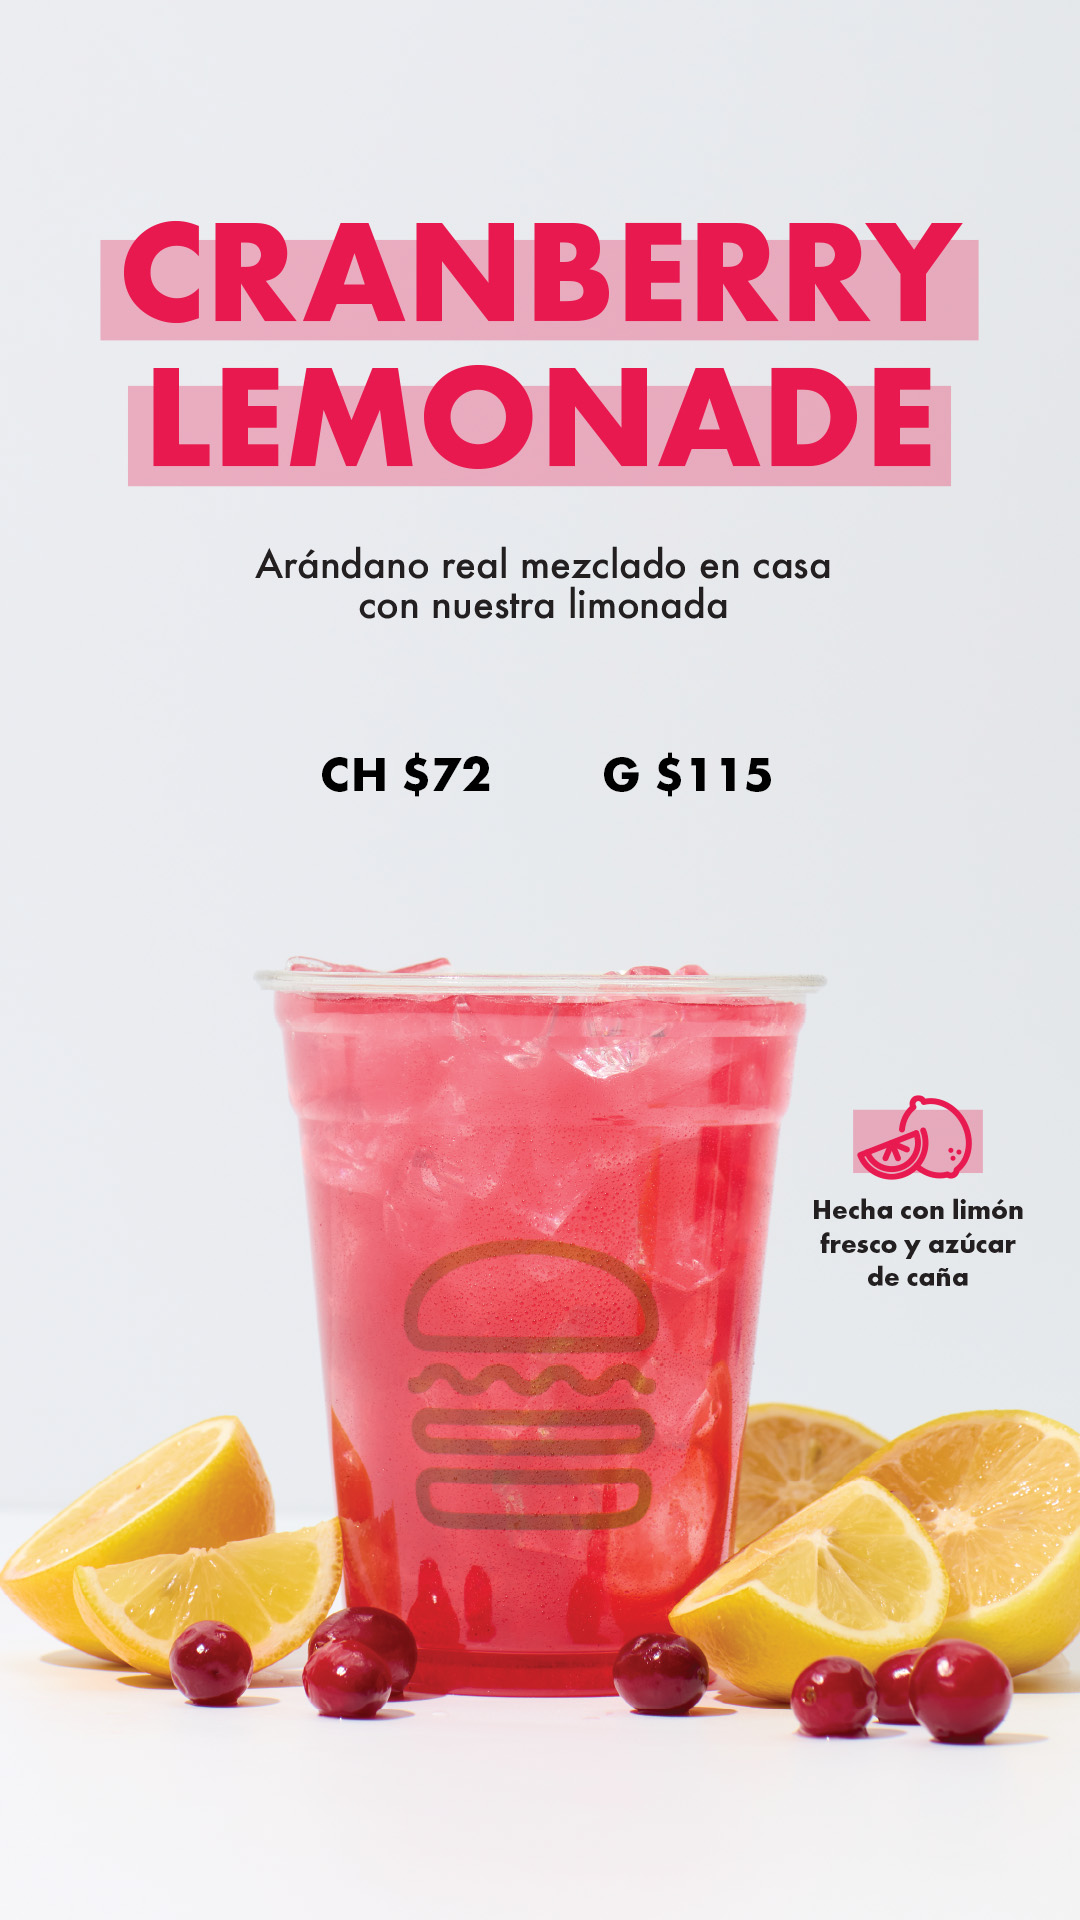 CRANBERRY
LEMONADE
Arándano real mezclado en casa
con nuestra limonada
CH $72 G $115
Hecha con limón
fresco y azúcar
de caña